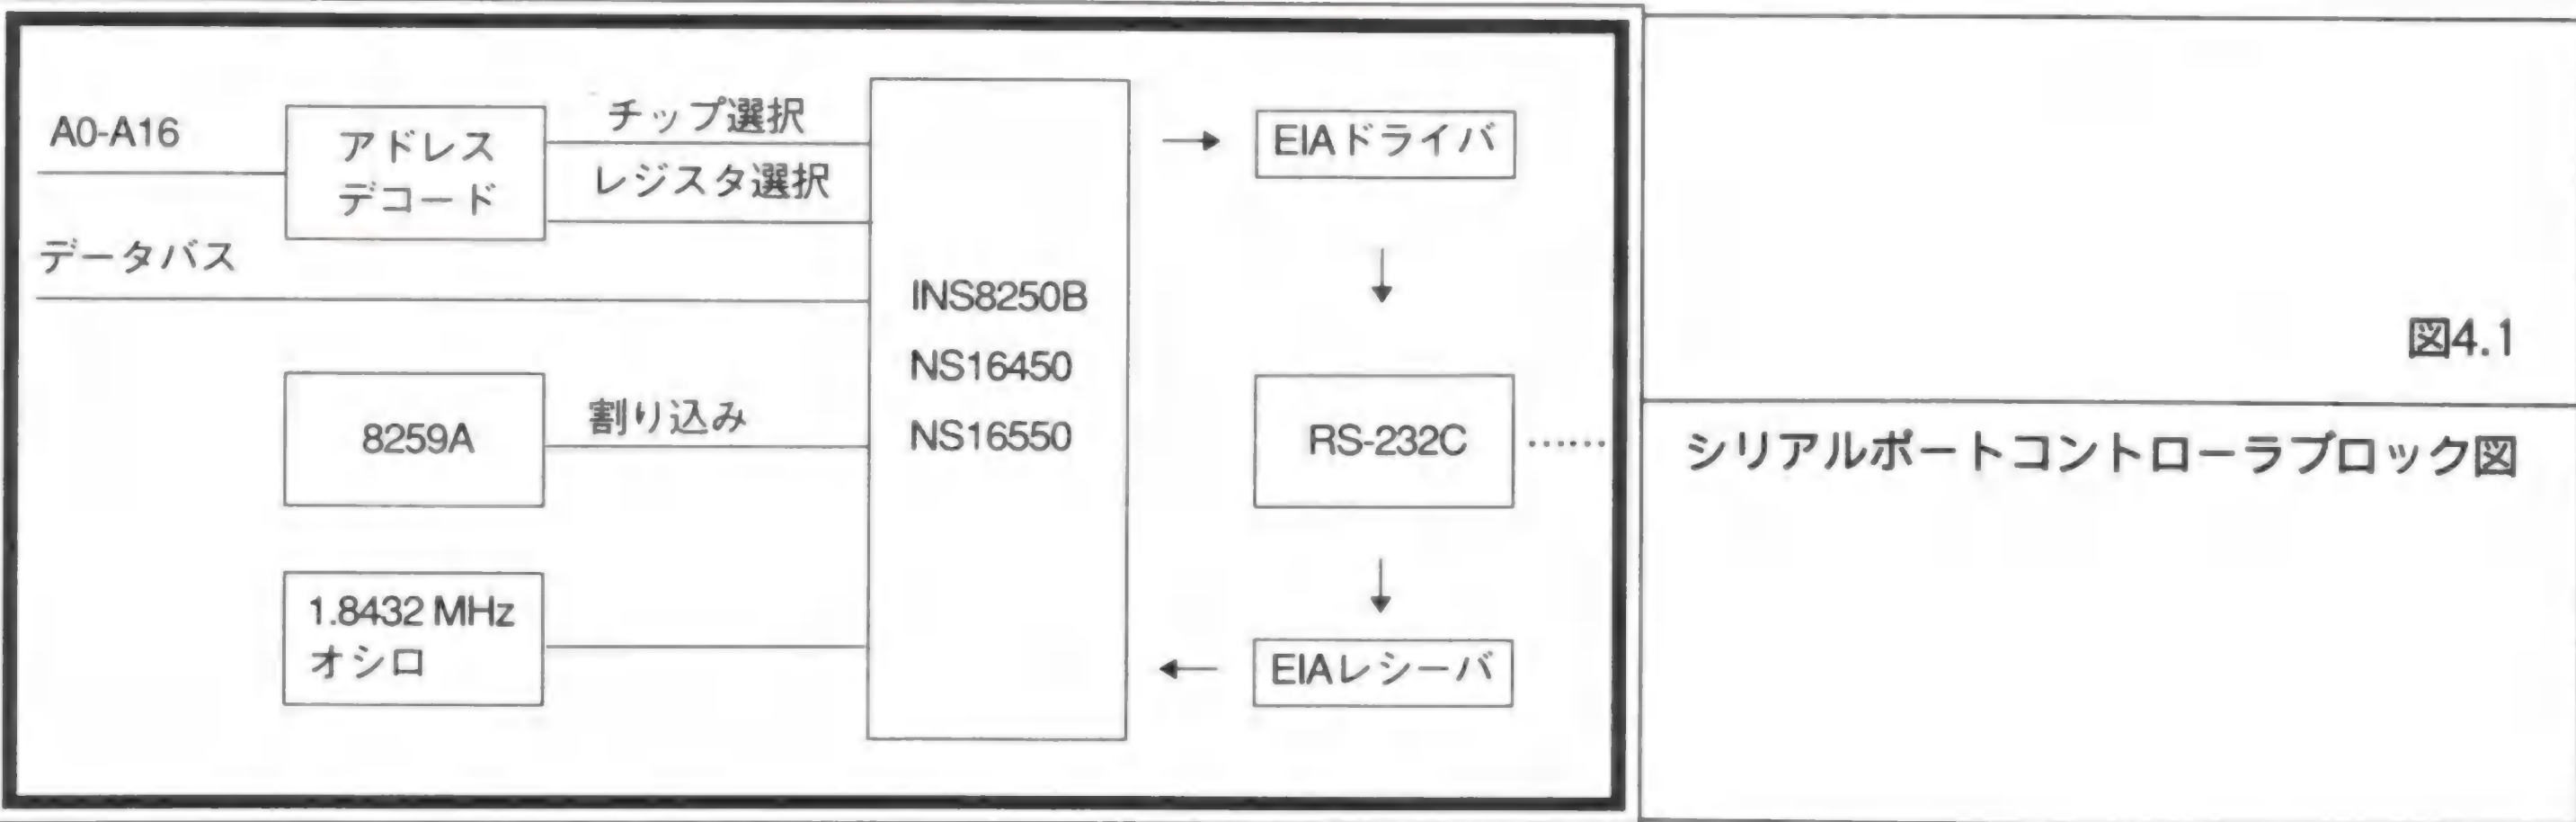 A0-A16
アドレス
デコード
チップ選択
レジスタ選択
データバス
8259A
割り込み
1.8432 MHz
オシロ
INS8250B
NS16450
NS16550
EIAドライバ
RS-232C
......
EIAレシーバ
図4.1
シリアルポートコントローラブロック図